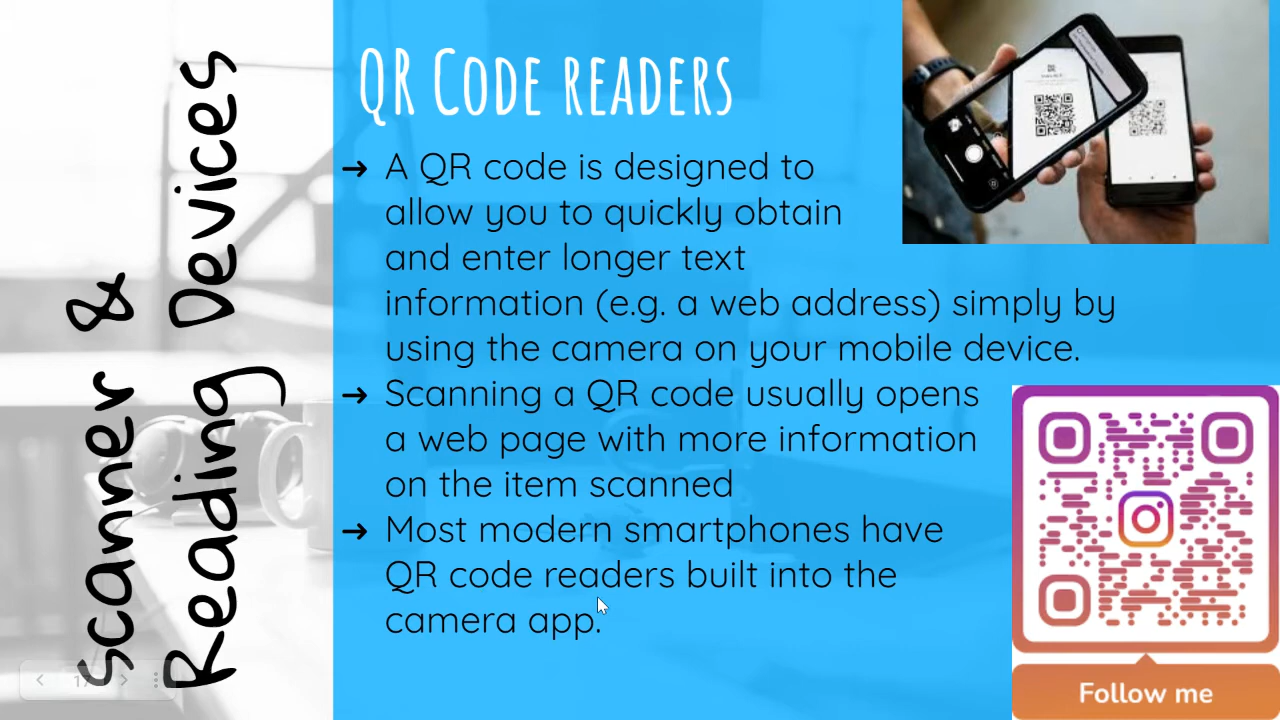 Scanner &
Reading Devices
QR Code readers
➔ A QR code is designed to
allow you to quickly obtain
and enter longer text
information (e.g. a web address) simply by
using the camera on your mobile device.
➔ Scanning a QR code usually opens
a web page with more information
on the item scanned
➔ Most modern smartphones have
QR code readers built into the
camera app.
Follow me